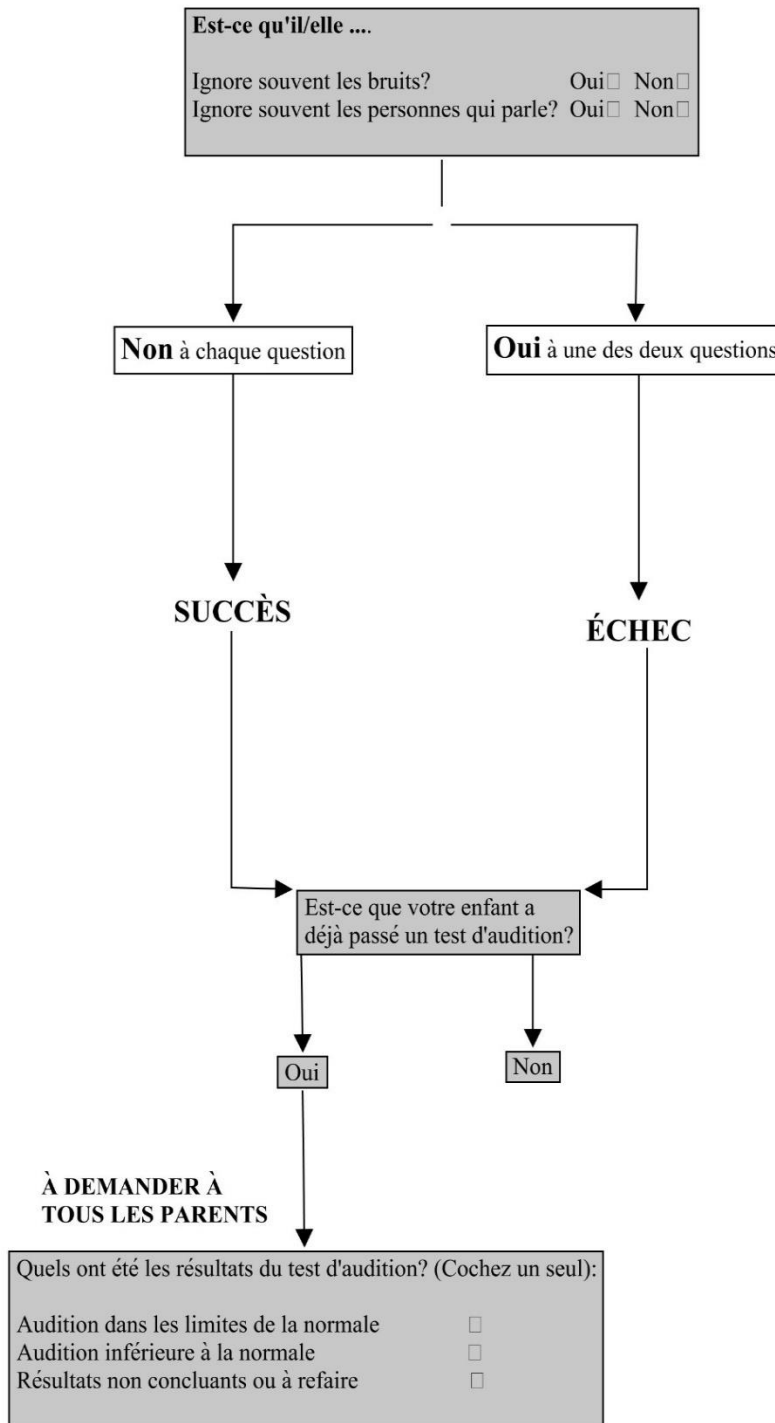 Est-ce qu'il/elle ....
Ignore souvent les bruits? Oui□ Non□
Ignore souvent les personnes qui parle? Oui□ Non□
Non à chaque question
Oui à une des deux questions
SUCCÈS
ÉCHEC
Est-ce que votre enfant a
déjà passé un test d'audition?
Oui
Non
À DEMANDER À
TOUS LES PARENTS
Quels ont été les résultats du test d'audition? (Cochez un seul):
Audition dans les limites de la normale □
Audition inférieure à la normale □
Résultats non concluants ou à refaire □